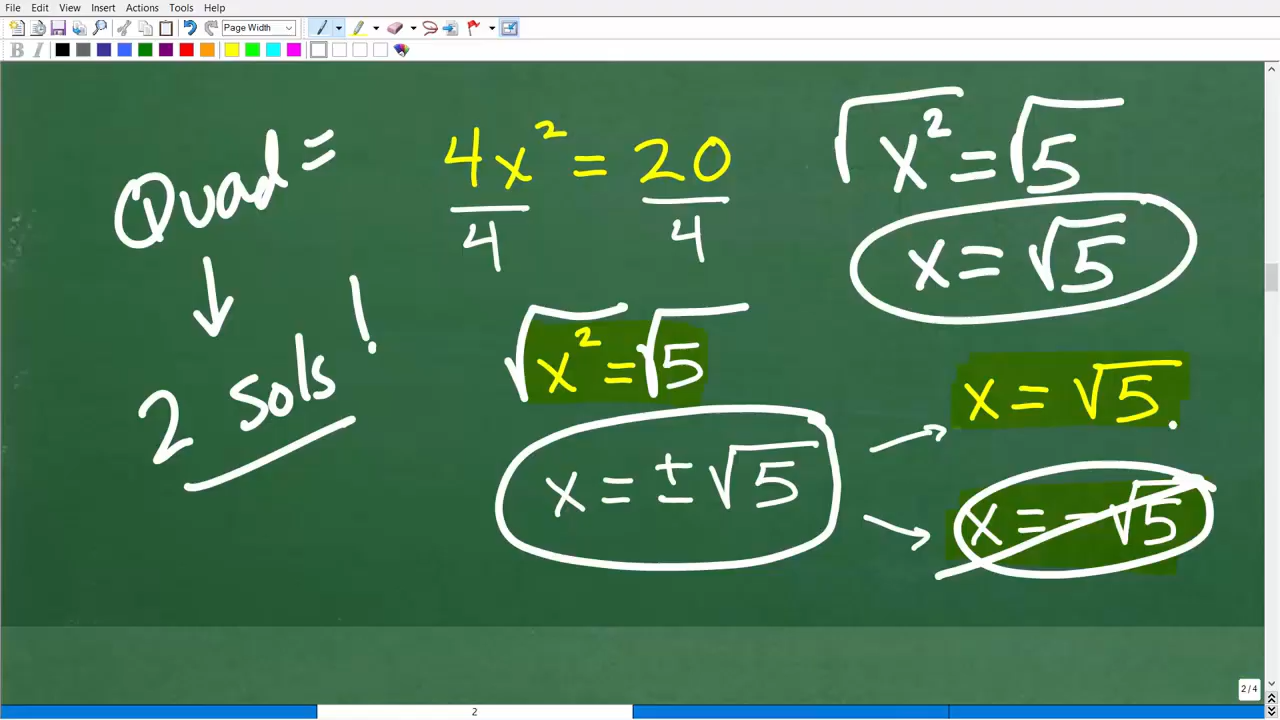 File Edit View Insert Actions Tools Help
Page Width
B I
Quad =
↓
2 sols !
4x² = 20
4 4
√x² = √5
x = ± √5
√x² = √5
x = √5
x = √5
x = -√5
2/4
2